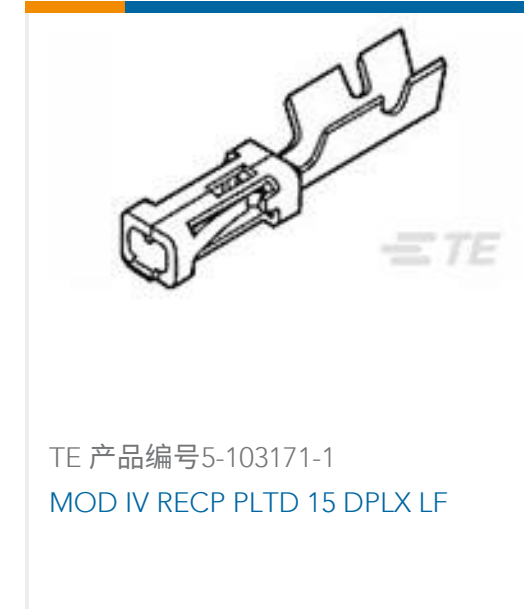 TE
TE 产品编号5-103171-1
MOD IV RECP PLTD 15 DPLX LF